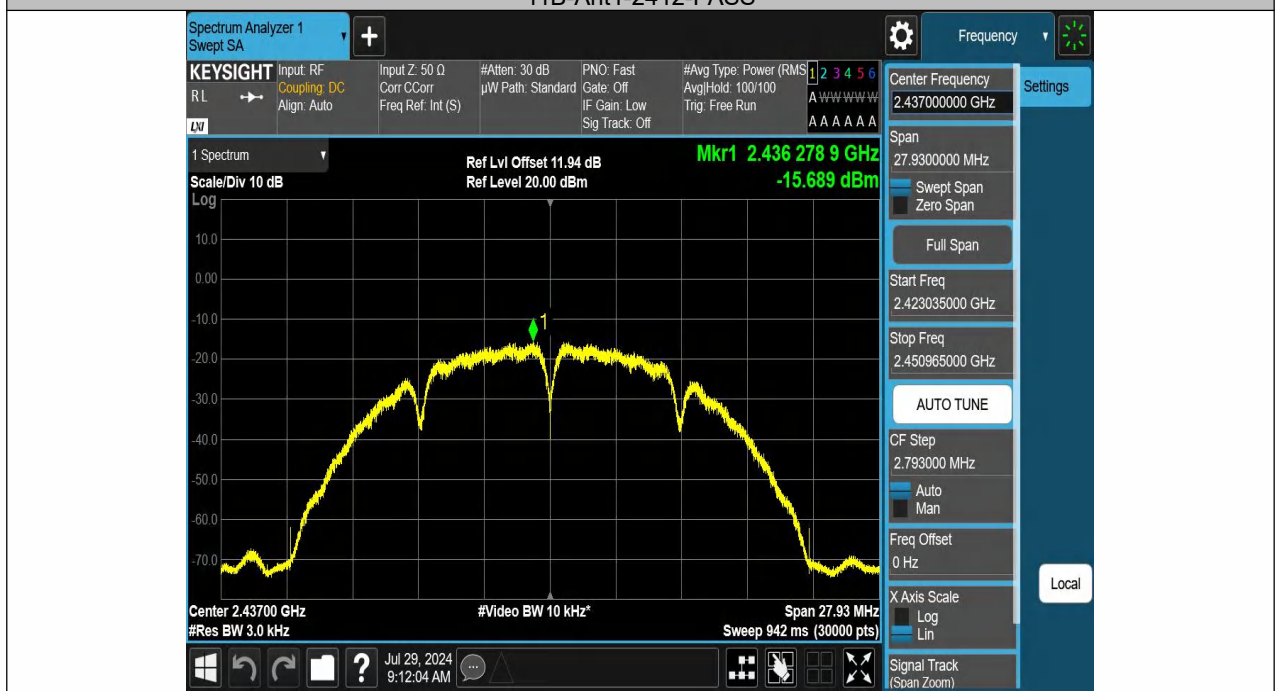 11B-Ant1-2412-PASS
Spectrum Analyzer 1
Swept SA
Frequency
KEYSIGHT
RL
LXI
Input: RF
Coupling: DC
Align: Auto
Input Z: 50 Ω
Corr CCorr
Freq Ref: Int (S)
#Atten: 30 dB
µW Path: Standard
PNO: Fast
Gate: Off
IF Gain: Low
Sig Track: Off
#Avg Type: Power (RMS
Avg|Hold: 100/100
Trig: Free Run
1 2 3 4 5 6
A W W W W W
A A A A A A
Center Frequency
2.437000000 GHz
Settings
Span
27.9300000 MHz
Swept Span
Zero Span
Full Span
Start Freq
2.423035000 GHz
Stop Freq
2.450965000 GHz
AUTO TUNE
CF Step
2.793000 MHz
Auto
Man
Freq Offset
0 Hz
X Axis Scale
Log
Lin
Signal Track
(Span Zoom)
Local
1 Spectrum
Scale/Div 10 dB
Log
Ref Lvl Offset 11.94 dB
Ref Level 20.00 dBm
Mkr1 2.436 278 9 GHz
-15.689 dBm
10.0
0.00
-10.0
1
-20.0
-30.0
-40.0
-50.0
-60.0
-70.0
Center 2.43700 GHz
#Res BW 3.0 kHz
#Video BW 10 kHz*
Span 27.93 MHz
Sweep 942 ms (30000 pts)
?
Jul 29, 2024
9:12:04 AM